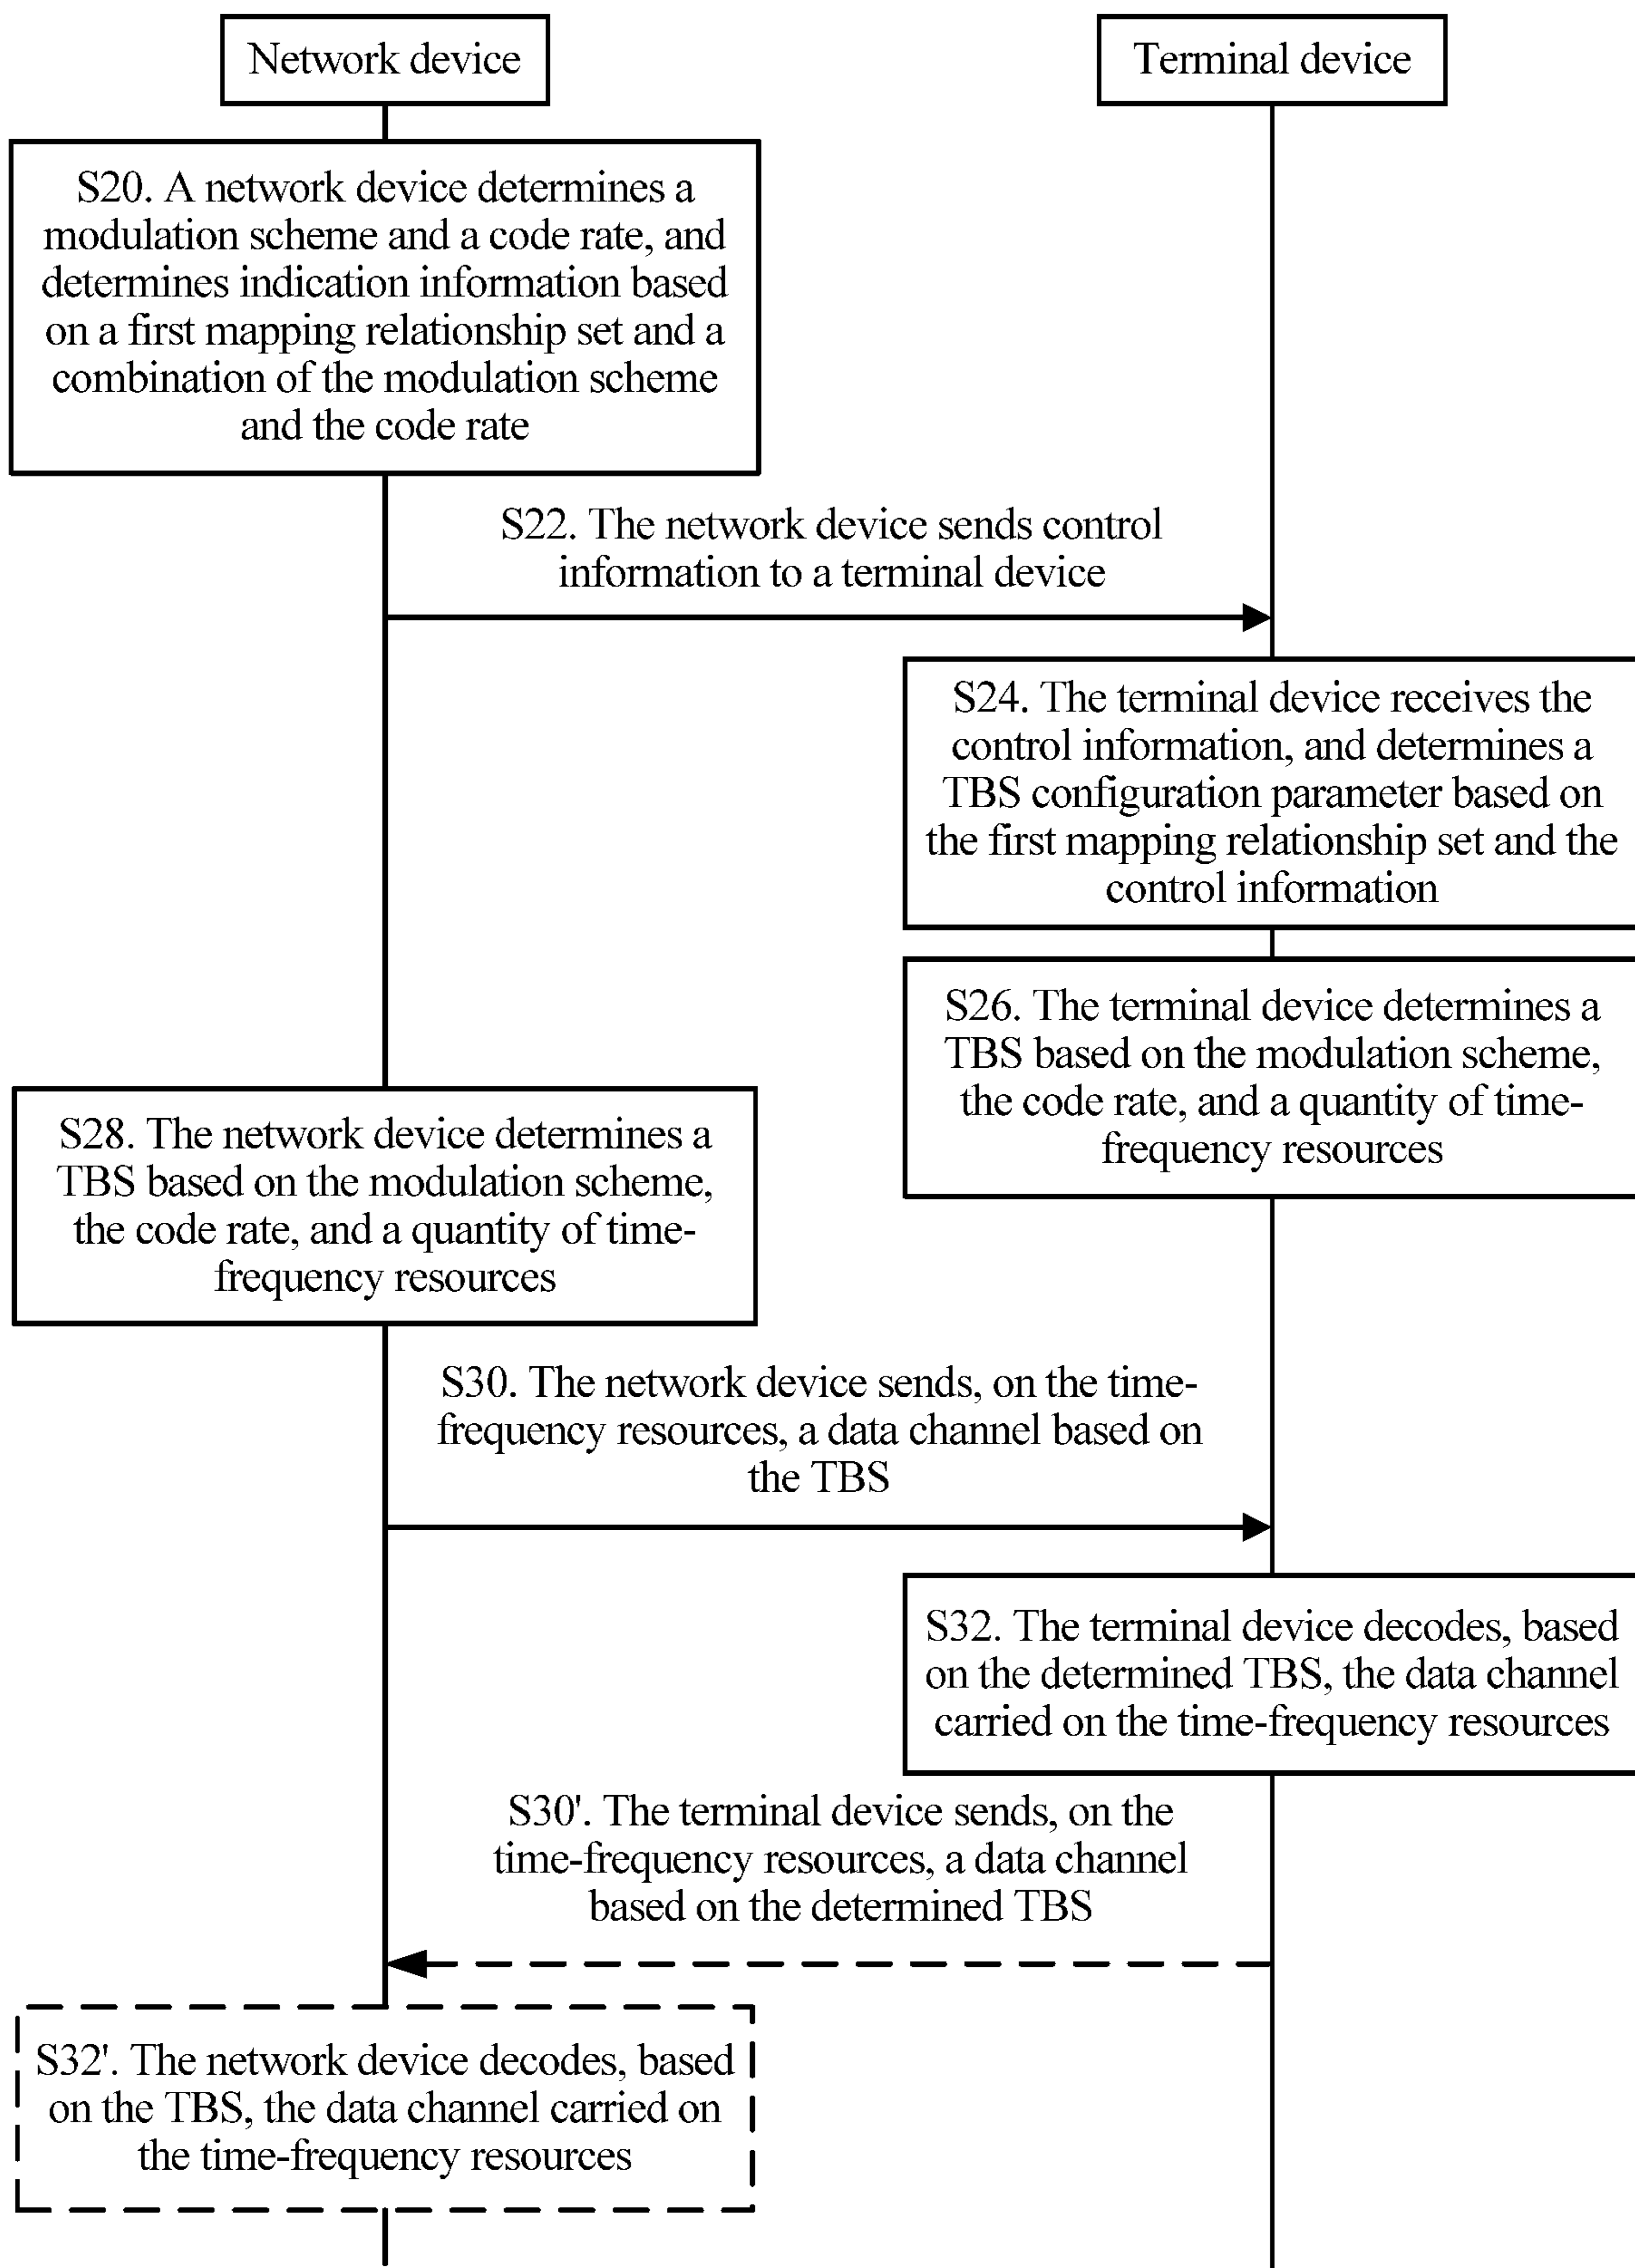 Network device
Terminal device
S20. A network device determines a
modulation scheme and a code rate, and
determines indication information based
on a first mapping relationship set and a
combination of the modulation scheme
and the code rate
S22. The network device sends control
information to a terminal device
S24. The terminal device receives the
control information, and determines a
TBS configuration parameter based on
the first mapping relationship set and the
control information
S26. The terminal device determines a
TBS based on the modulation scheme,
the code rate, and a quantity of time-
frequency resources
S28. The network device determines a
TBS based on the modulation scheme,
the code rate, and a quantity of time-
frequency resources
S30. The network device sends, on the time-
frequency resources, a data channel based on
the TBS
S32. The terminal device decodes, based
on the determined TBS, the data channel
carried on the time-frequency resources
S30'. The terminal device sends, on the
time-frequency resources, a data channel
based on the determined TBS
S32'. The network device decodes, based
on the TBS, the data channel carried on
the time-frequency resources